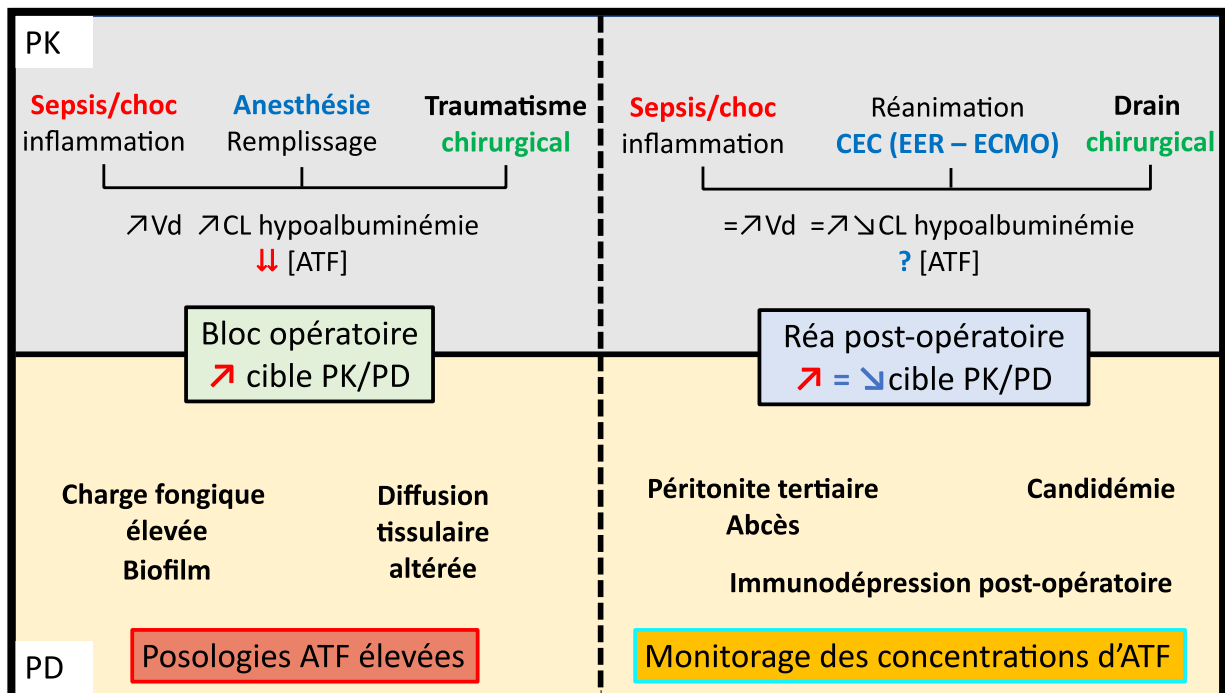 PK
Sepsis/choc
inflammation
Anesthésie
Remplissage
Traumatisme
chirurgical
↗Vd ↗CL hypoalbuminémie
⇊ [ATF]
Bloc opératoire
↗ cible PK/PD
Charge fongique
élevée
Biofilm
Diffusion
tissulaire
altérée
Posologies ATF élevées
PD
Sepsis/choc
inflammation
Réanimation
CEC (EER – ECMO)
Drain
chirurgical
=↗Vd =↗↘CL hypoalbuminémie
? [ATF]
Réa post-opératoire
↗ = ↘cible PK/PD
Péritonite tertiaire
Abcès
Candidémie
Immunodépression post-opératoire
Monitorage des concentrations d’ATF